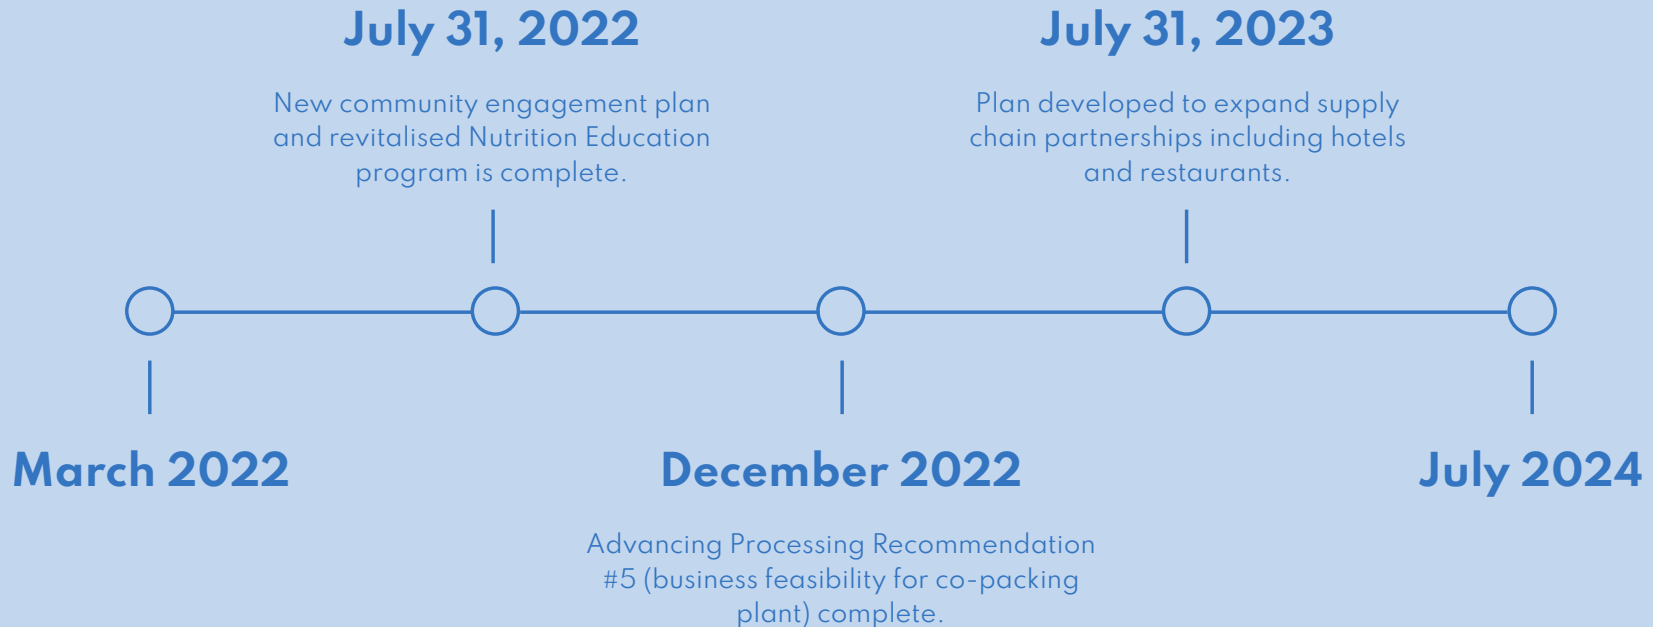 July 31, 2022
New community engagement plan
and revitalised Nutrition Education
program is complete.
July 31, 2023
Plan developed to expand supply
chain partnerships including hotels
and restaurants.
March 2022
December 2022
Advancing Processing Recommendation
#5 (business feasibility for co-packing
plant) complete.
July 2024